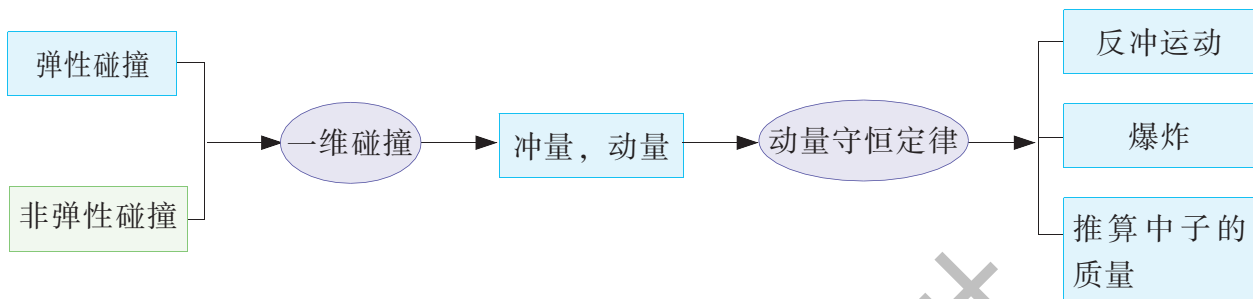 弹性碰撞
非弹性碰撞
一维碰撞
冲量，动量
动量守恒定律
反冲运动
爆炸
推算中子的
质量